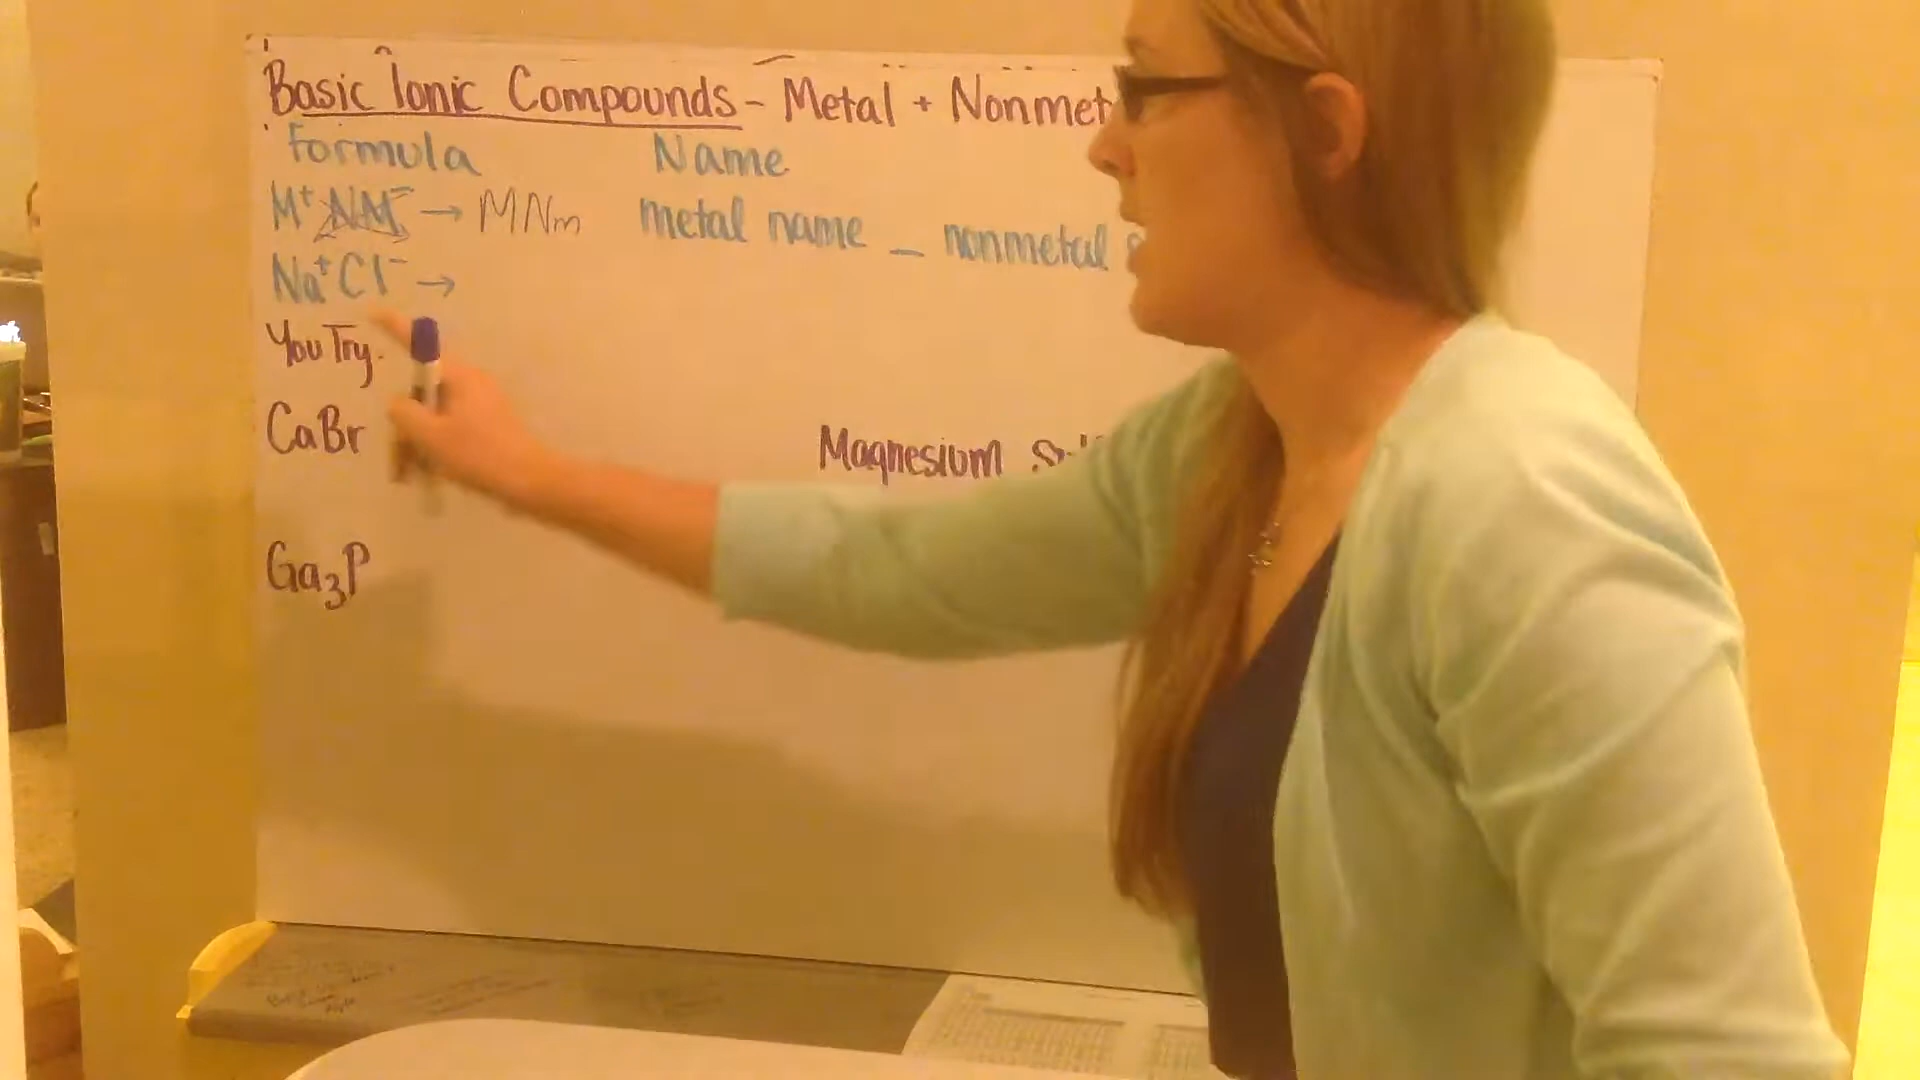 Basic Ionic Compounds - Metal + Nonmet
Formula Name
M⁺ NM⁻ → MNm metal name _ nonmetal
Na⁺Cl⁻ →
You Try.
CaBr
Magnesium
Ga₃P